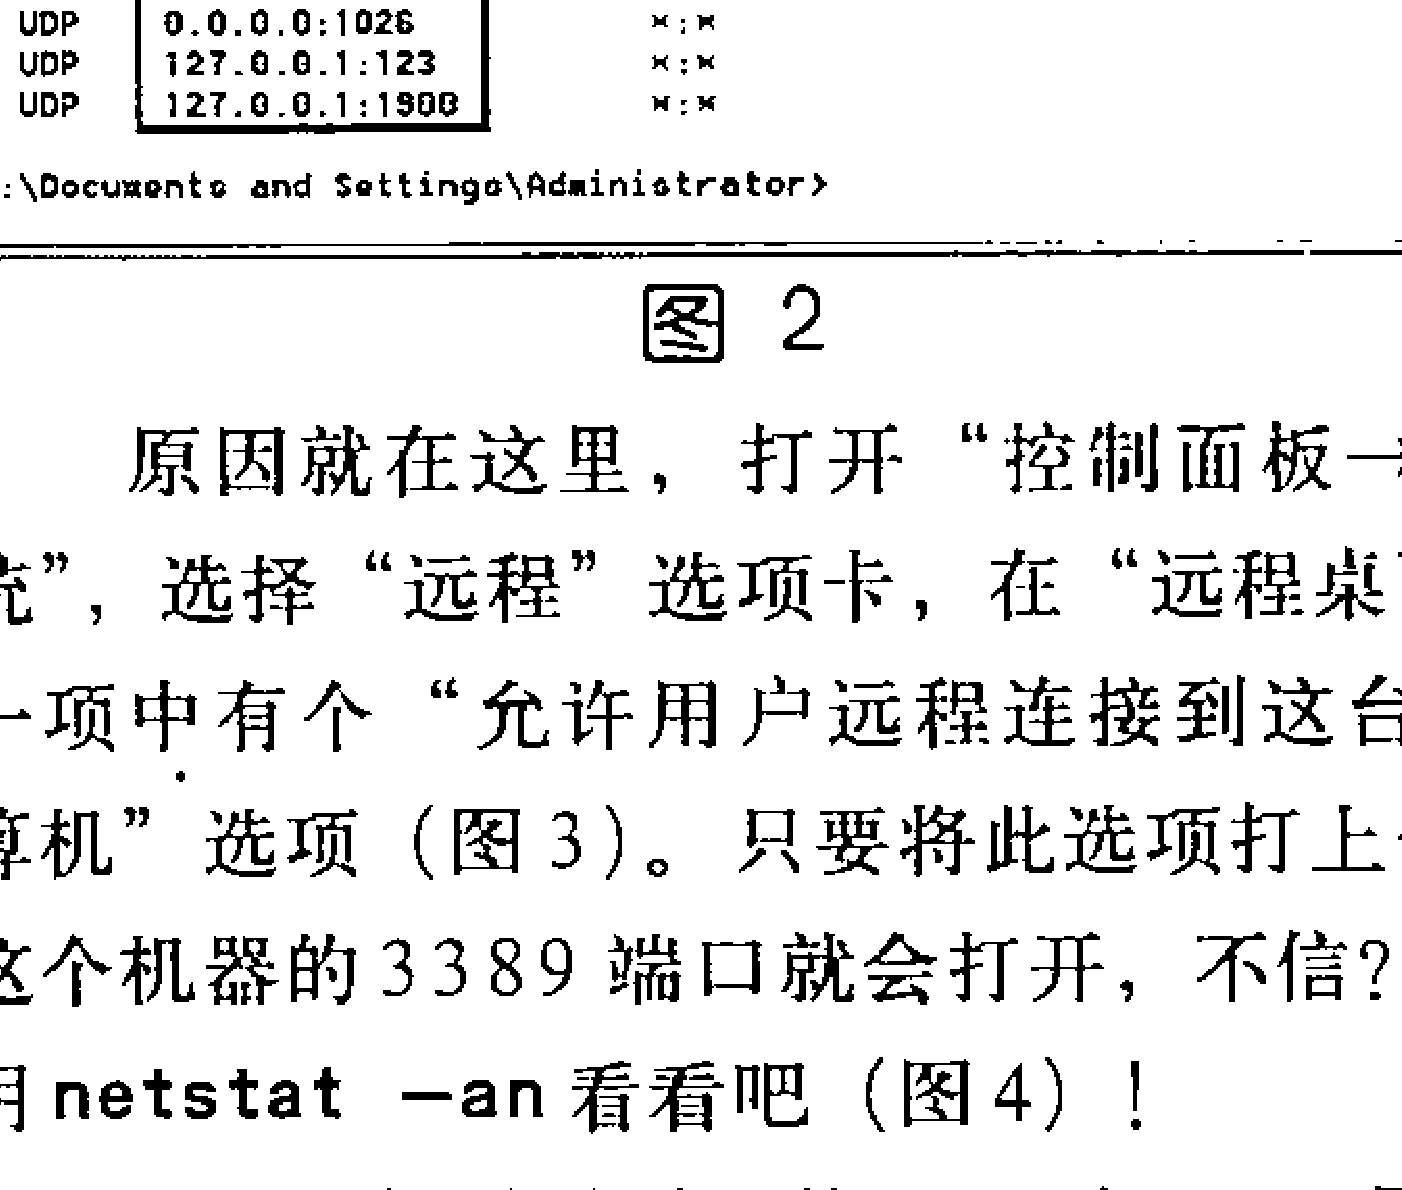 UDP 0.0.0.0:1026 *:*
UDP 127.0.0.1:123 *:*
UDP 127.0.0.1:1900 *:*
:\Documents and Settings\Administrator>
图 2
原因就在这里，打开“控制面板—
”，选择“远程”选项卡，在“远程桌
一项中有个“允许用户远程连接到这台
算机”选项（图3）。只要将此选项打上
这个机器的3389端口就会打开，不信？
用netstat —an看看吧（图4）！